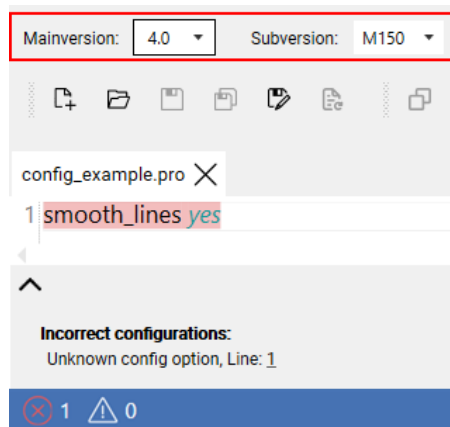 Mainversion: 4.0 Subversion: M150
config_example.pro
1 smooth_lines yes
Incorrect configurations:
Unknown config option, Line: 1
1 0